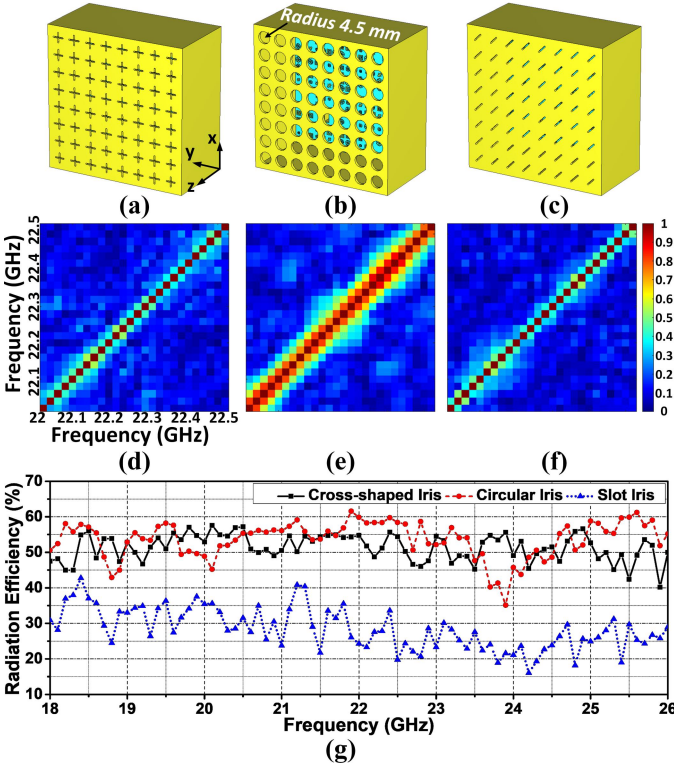 Radius 4.5 mm
x
y
z
(a) (b) (c)
22.5
22.4
22.3
22.2
22.1
Frequency (GHz)
22 22.1 22.2 22.3 22.4 22.5
Frequency (GHz)
1
0.9
0.8
0.7
0.6
0.5
0.4
0.3
0.2
0.1
0
(d) (e) (f)
70
60
50
40
30
20
10
Radiation Efficiency (%)
Cross-shaped Iris Circular Iris Slot Iris
18 19 20 21 22 23 24 25 26
Frequency (GHz)
(g)